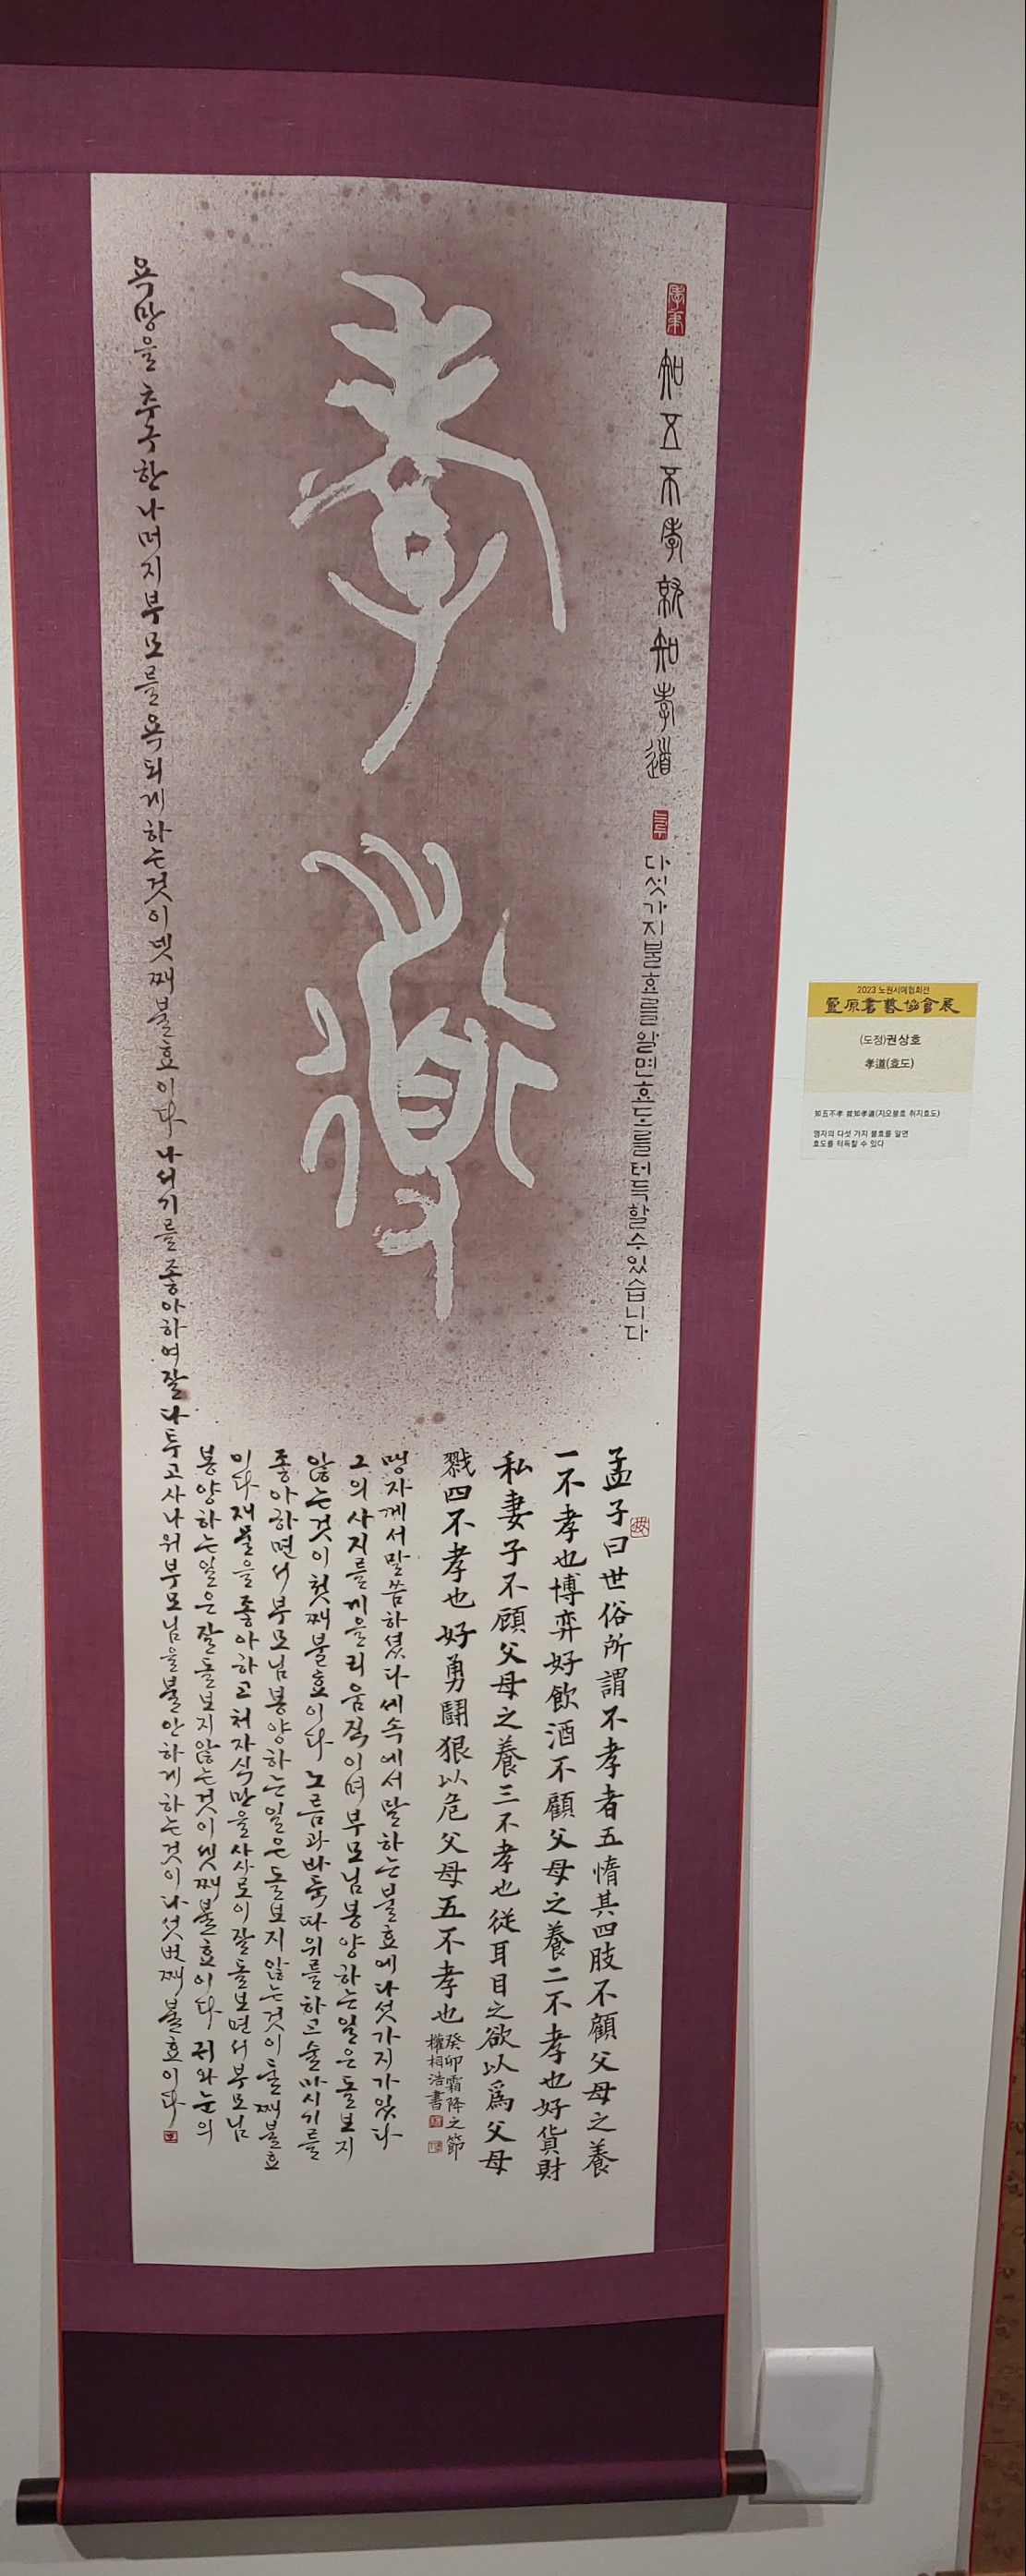 孝道
知五不孝就知孝道
다섯가지불효를알면효도를터득할수있습니다
孟子曰世俗所謂不孝者五惰其四肢不顧父母之養
一不孝也博弈好飮酒不顧父母之養二不孝也好貨財
私妻子不顧父母之養三不孝也從耳目之欲以爲父母
戮四不孝也好勇鬪狠以危父母五不孝也
癸卯霜降之節
權相浩書
맹자께서말씀하셨다세속에서말하는불효에다섯가지가있다
그의사지를게을리움직이며부모님봉양하는일은돌보지
않는것이첫째불효이다노름과바둑따위를하고술마시기를
좋아하면서부모님봉양하는일은돌보지않는것이둘째불효
이다재물을좋아하고처자식만을사사로이잘돌보면서부모님
봉양하는일은잘돌보지않는것이셋째불효이다귀와눈의
욕망을추구한나머지부모를욕되게하는것이넷째불효이다나서기를좋아하여잘다투고사나워부모님을불안하게하는것이다섯번째불효이다
2023 노원서예협회전
蘆原書藝協會展
(도정)권상호
孝道(효도)
知五不孝 就知孝道(지오불효 취지효도)
맹자의 다섯 가지 불효를 알면
효도를 터득할 수 있다